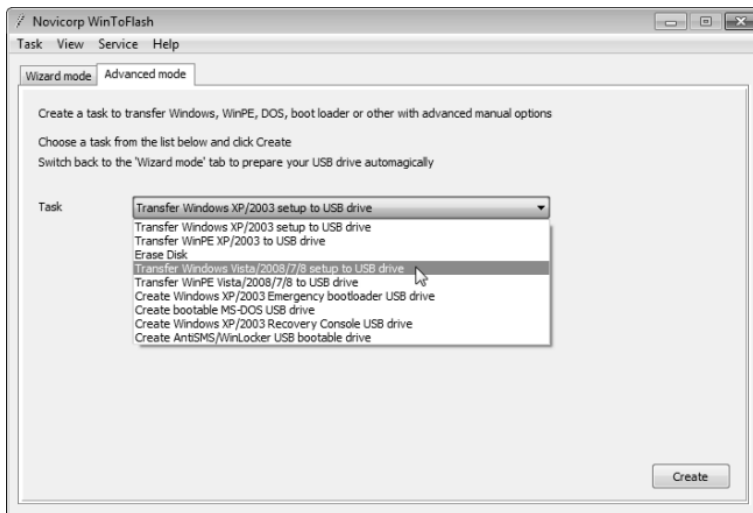 Novicorp WinToFlash
Task View Service Help
Wizard mode Advanced mode
Create a task to transfer Windows, WinPE, DOS, boot loader or other with advanced manual options
Choose a task from the list below and click Create
Switch back to the 'Wizard mode' tab to prepare your USB drive automagically
Task Transfer Windows XP/2003 setup to USB drive
Transfer Windows XP/2003 setup to USB drive
Transfer WinPE XP/2003 to USB drive
Erase Disk
Transfer Windows Vista/2008/7/8 setup to USB drive
Transfer WinPE Vista/2008/7/8 to USB drive
Create Windows XP/2003 Emergency bootloader USB drive
Create bootable MS-DOS USB drive
Create Windows XP/2003 Recovery Console USB drive
Create AntiSMS/WinLocker USB bootable drive
Create